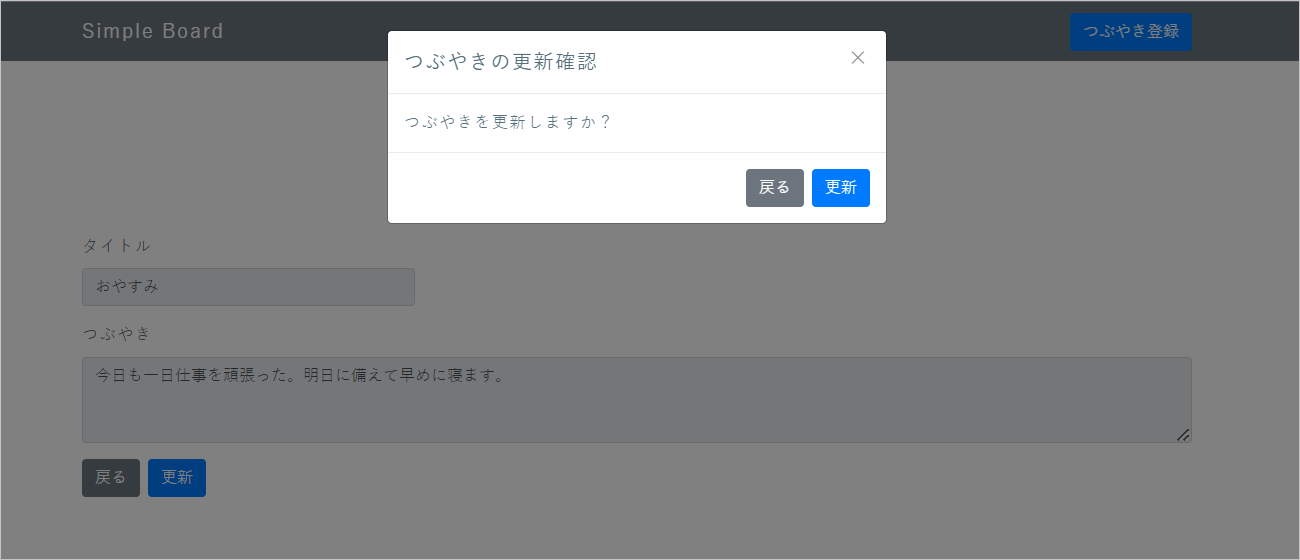 Simple Board
つぶやき登録
つぶやきの更新確認
つぶやきを更新しますか？
戻る 更新
タイトル
おやすみ
つぶやき
今日も一日仕事を頑張った。明日に備えて早めに寝ます。
戻る 更新